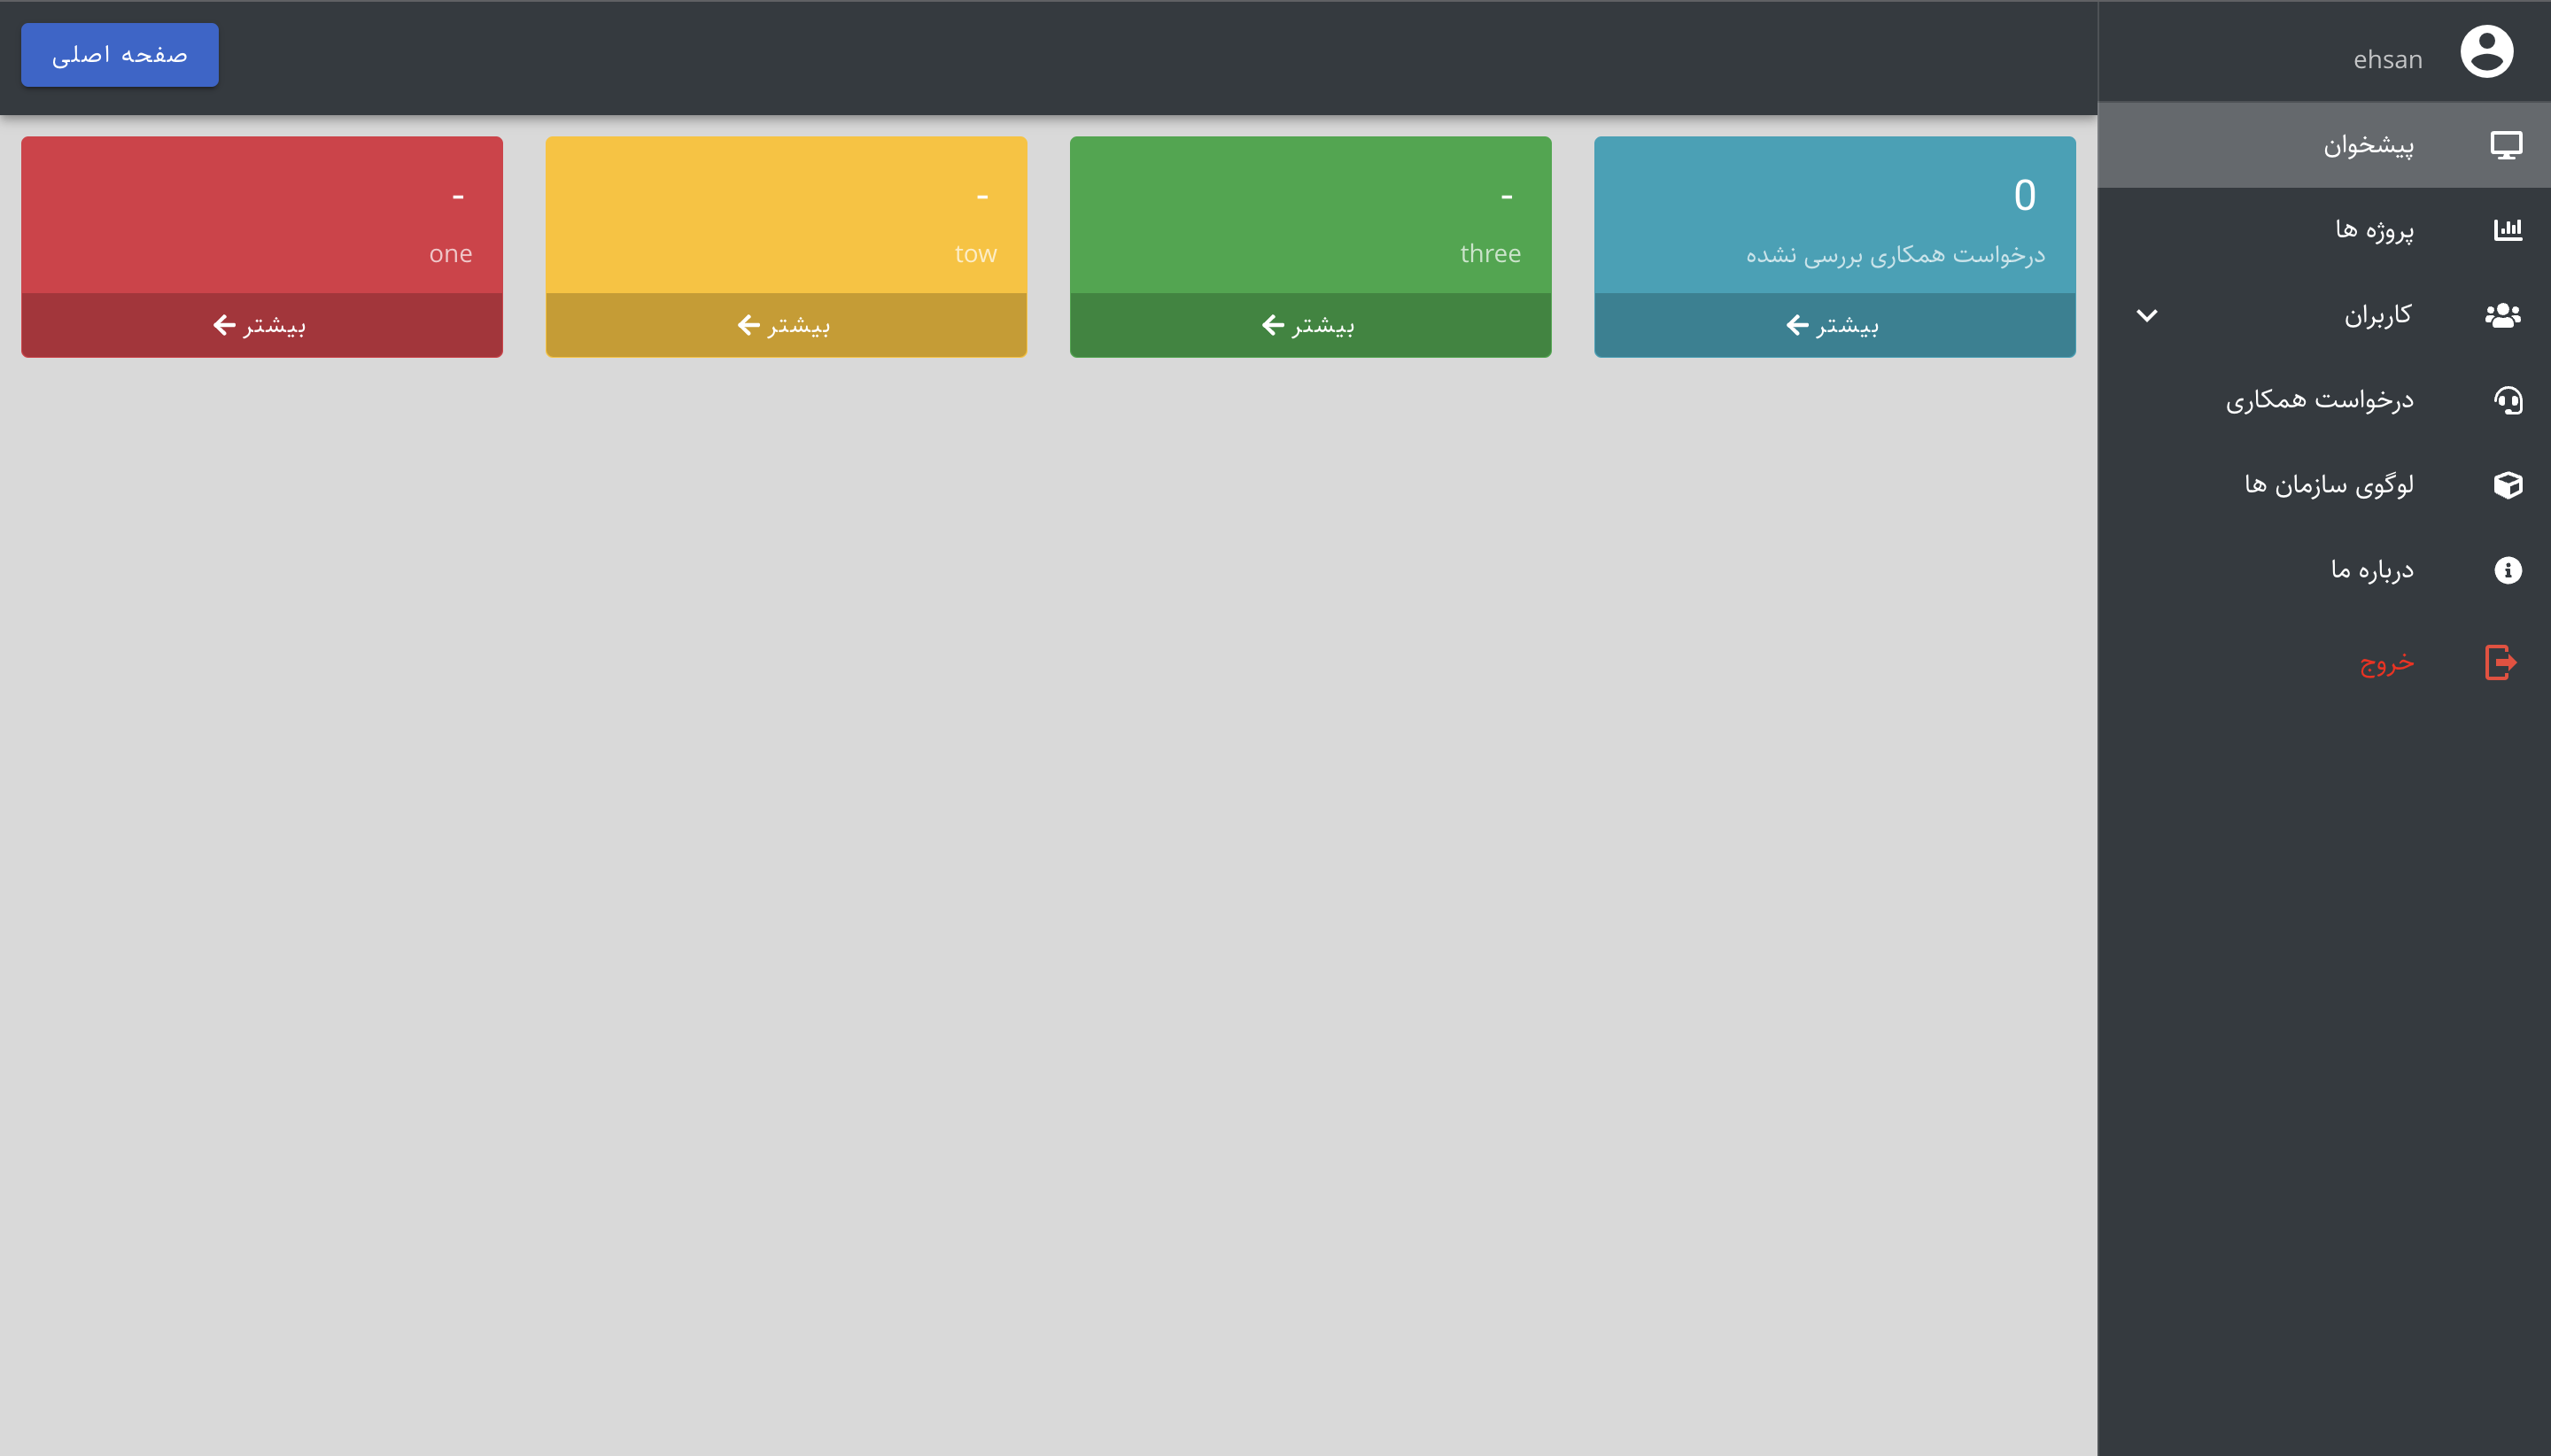 ehsan
صفحه اصلی
پیشخوان
پروژه ها
کاربران
درخواست همکاری
لوگوی سازمان ها
درباره ما
خروج
0
درخواست همکاری بررسی نشده
بیشتر
-
three
بیشتر
-
tow
بیشتر
-
one
بیشتر